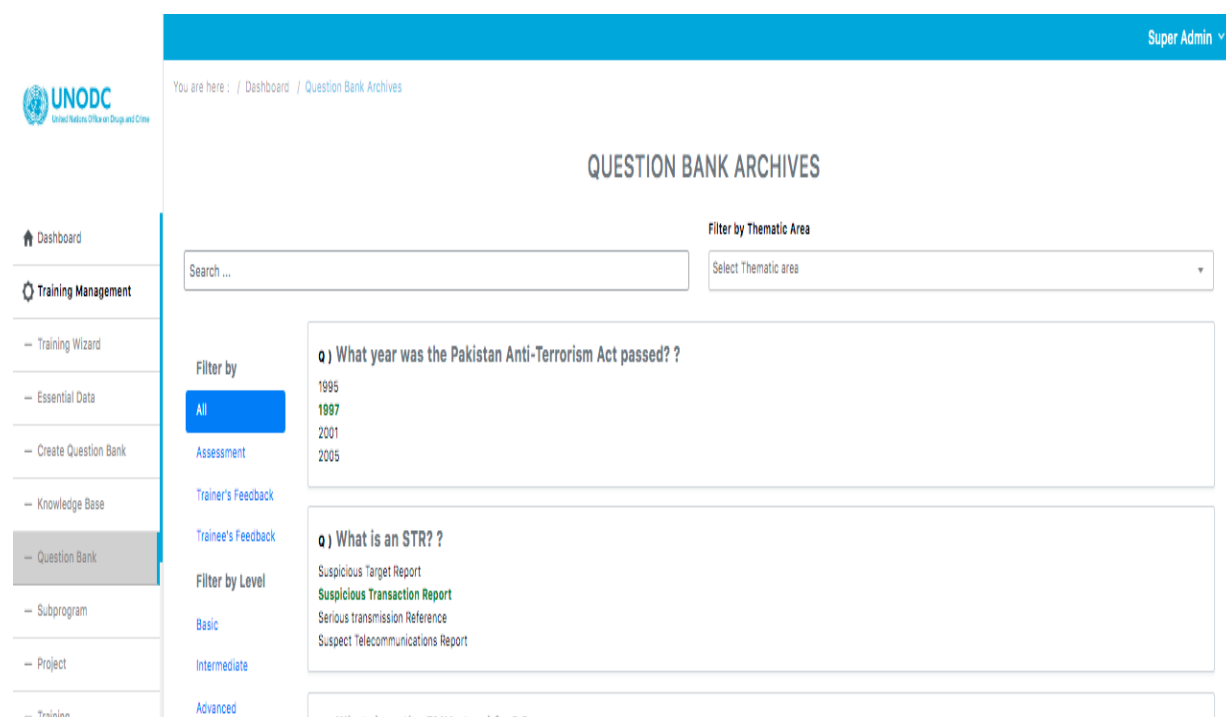 Super Admin
UNODC
United Nations Office on Drugs and Crime
You are here : / Dashboard / Question Bank Archives
QUESTION BANK ARCHIVES
Dashboard
Training Management
— Training Wizard
— Essential Data
— Create Question Bank
— Knowledge Base
— Question Bank
— Subprogram
— Project
— Training
Search ...
Filter by Thematic Area
Select Thematic area
Filter by
All
Assessment
Trainer's Feedback
Trainee's Feedback
Filter by Level
Basic
Intermediate
Advanced
Q ) What year was the Pakistan Anti-Terrorism Act passed? ?
1995
1997
2001
2005
Q ) What is an STR? ?
Suspicious Target Report
Suspicious Transaction Report
Serious transmission Reference
Suspect Telecommunications Report